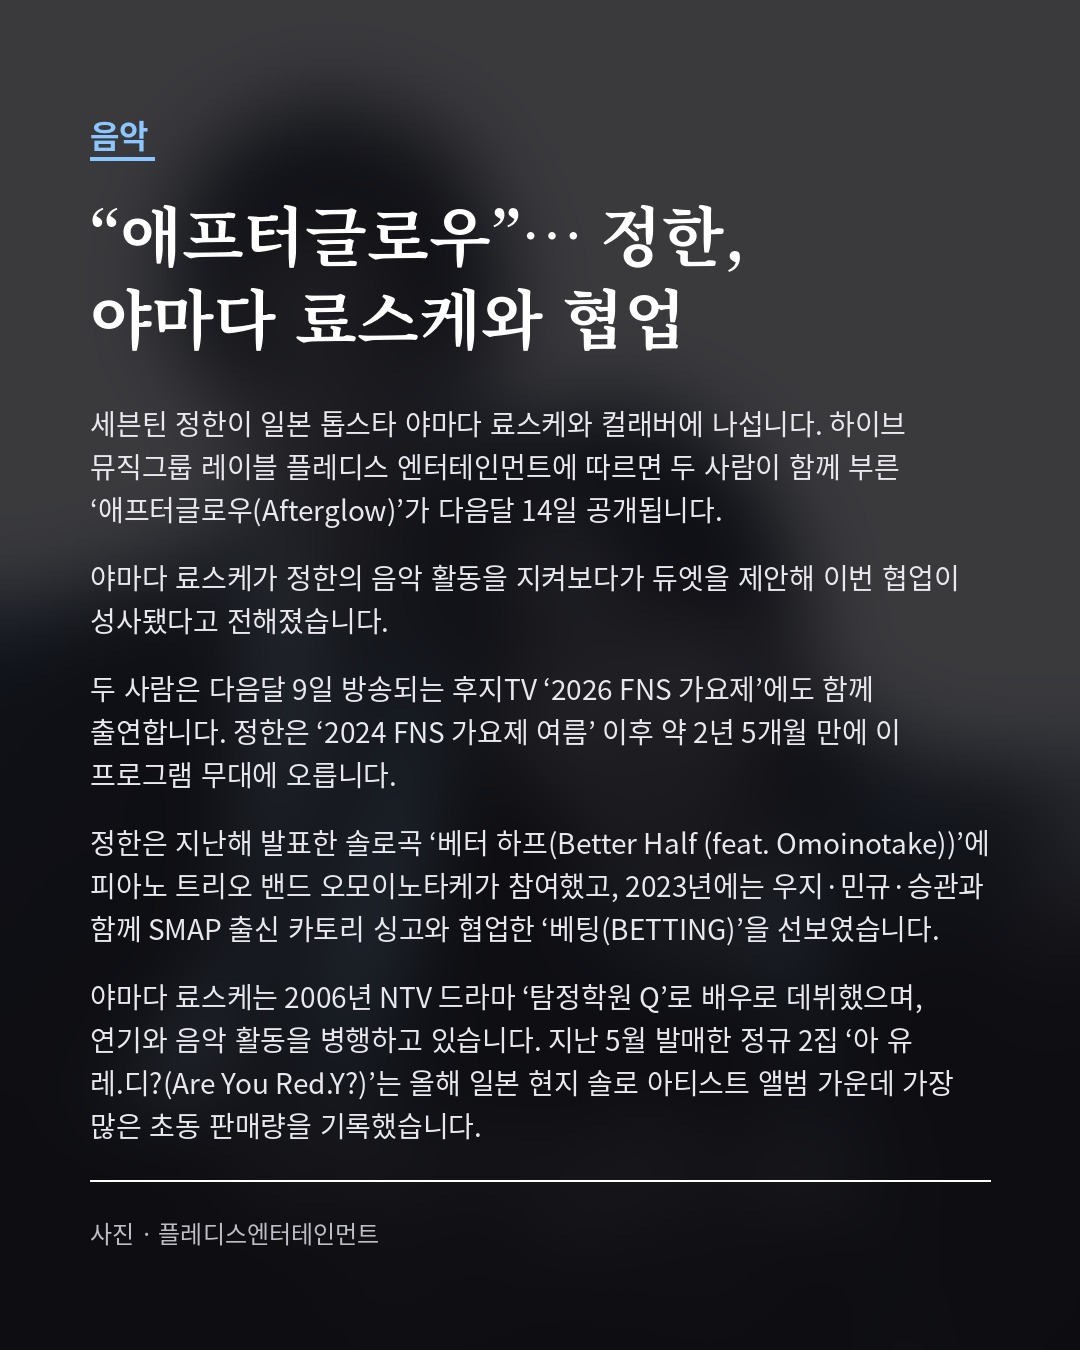 음악
“애프터글로우”… 정한,
야마다 료스케와 협업
세븐틴 정한이 일본 톱스타 야마다 료스케와 컬래버에 나섭니다. 하이브
뮤직그룹 레이블 플레디스 엔터테인먼트에 따르면 두 사람이 함께 부른
‘애프터글로우(Afterglow)’가 다음달 14일 공개됩니다.
야마다 료스케가 정한의 음악 활동을 지켜보다가 듀엣을 제안해 이번 협업이
성사됐다고 전해졌습니다.
두 사람은 다음달 9일 방송되는 후지TV ‘2026 FNS 가요제’에도 함께
출연합니다. 정한은 ‘2024 FNS 가요제 여름’ 이후 약 2년 5개월 만에 이
프로그램 무대에 오릅니다.
정한은 지난해 발표한 솔로곡 ‘베터 하프(Better Half (feat. Omoinotake))’에
피아노 트리오 밴드 오모이노타케가 참여했고, 2023년에는 우지·민규·승관과
함께 SMAP 출신 카토리 싱고와 협업한 ‘베팅(BETTING)’을 선보였습니다.
야마다 료스케는 2006년 NTV 드라마 ‘탐정학원 Q’로 배우로 데뷔했으며,
연기와 음악 활동을 병행하고 있습니다. 지난 5월 발매한 정규 2집 ‘아 유
레.디?(Are You Red.Y?)’는 올해 일본 현지 솔로 아티스트 앨범 가운데 가장
많은 초동 판매량을 기록했습니다.
사진 · 플레디스엔터테인먼트